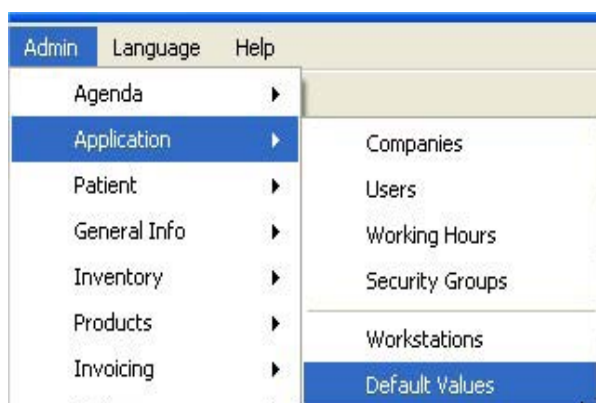 Admin Language Help
Agenda
Application
Patient
General Info
Inventory
Products
Invoicing
Companies
Users
Working Hours
Security Groups
Workstations
Default Values